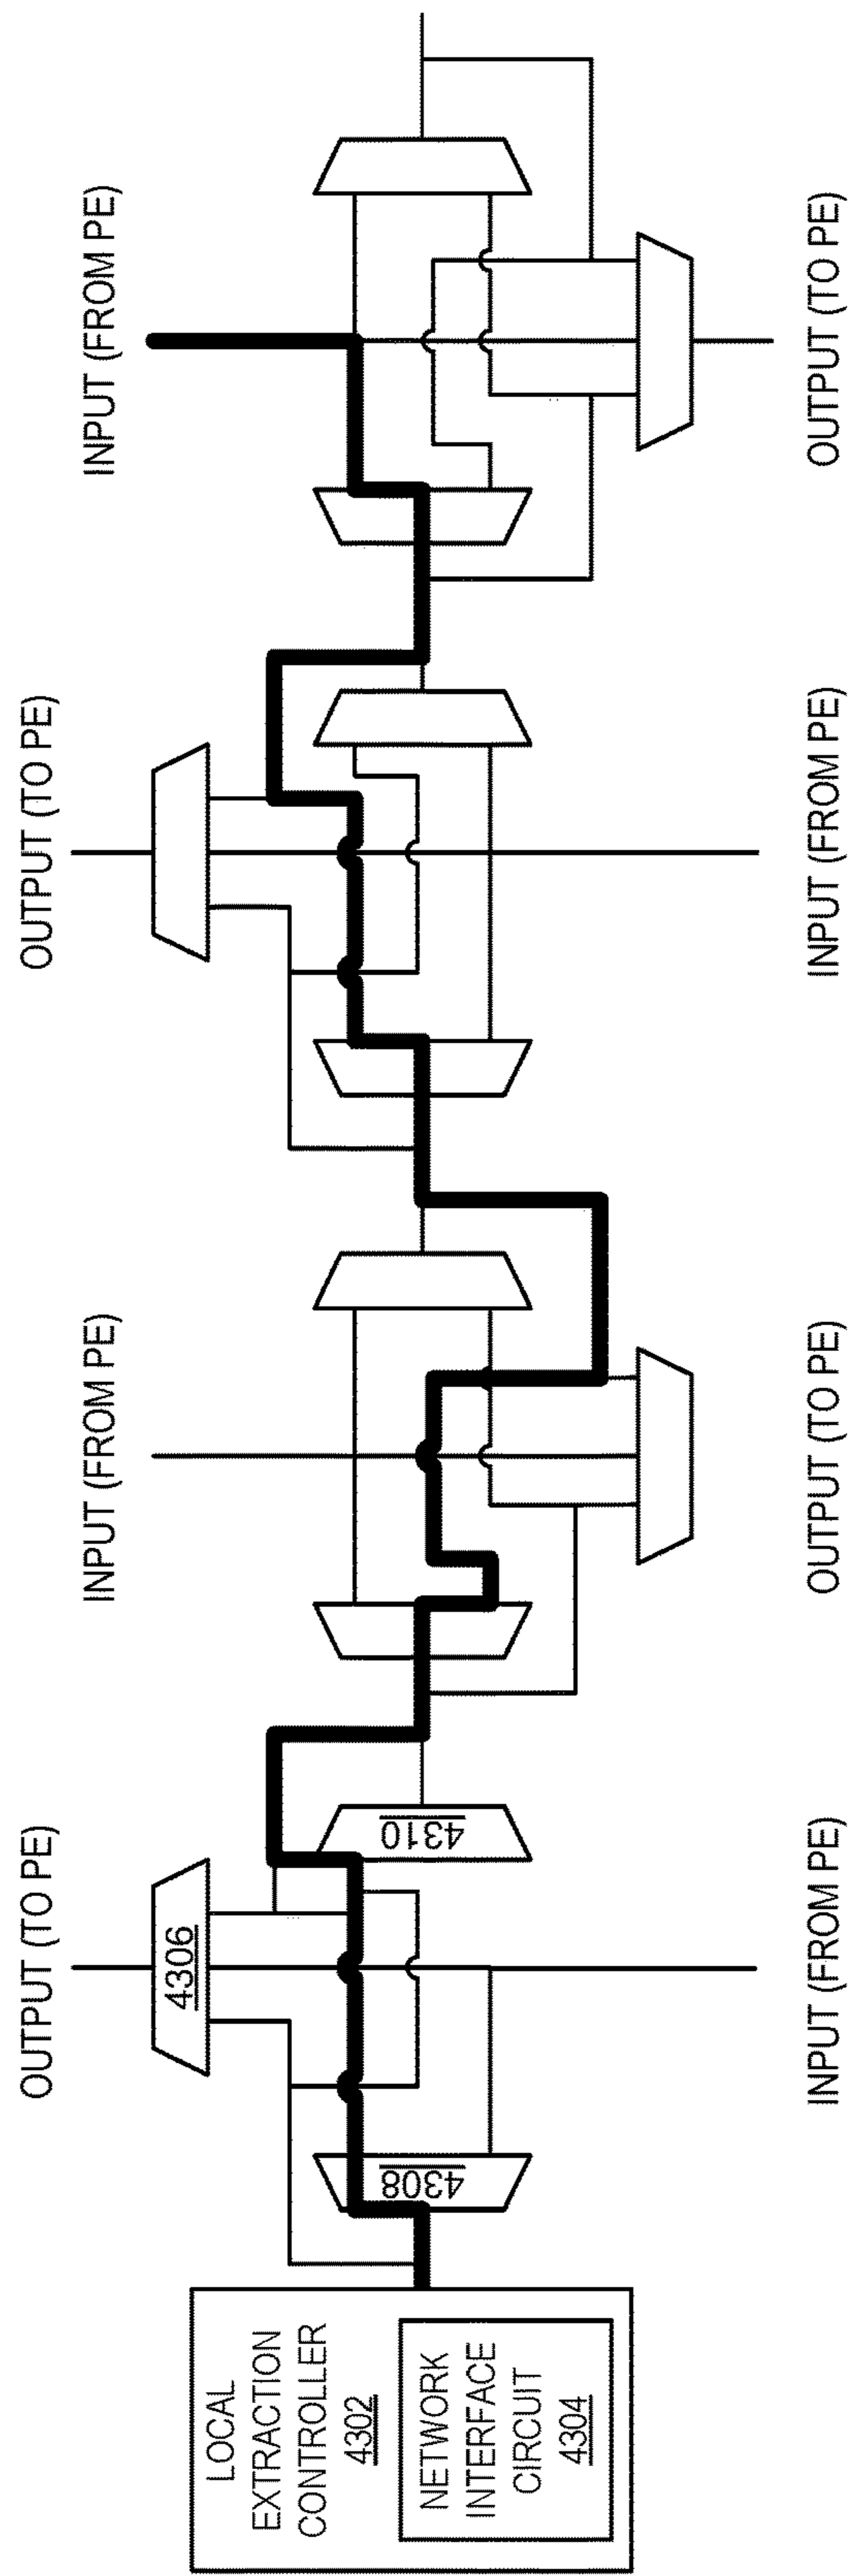 OUTPUT (TO PE)
INPUT (FROM PE)
OUTPUT (TO PE)
INPUT (FROM PE)
4306
4308
4310
LOCAL
EXTRACTION
CONTROLLER
4302
NETWORK
INTERFACE
CIRCUIT
4304
INPUT (FROM PE)
OUTPUT (TO PE)
INPUT (FROM PE)
OUTPUT (TO PE)